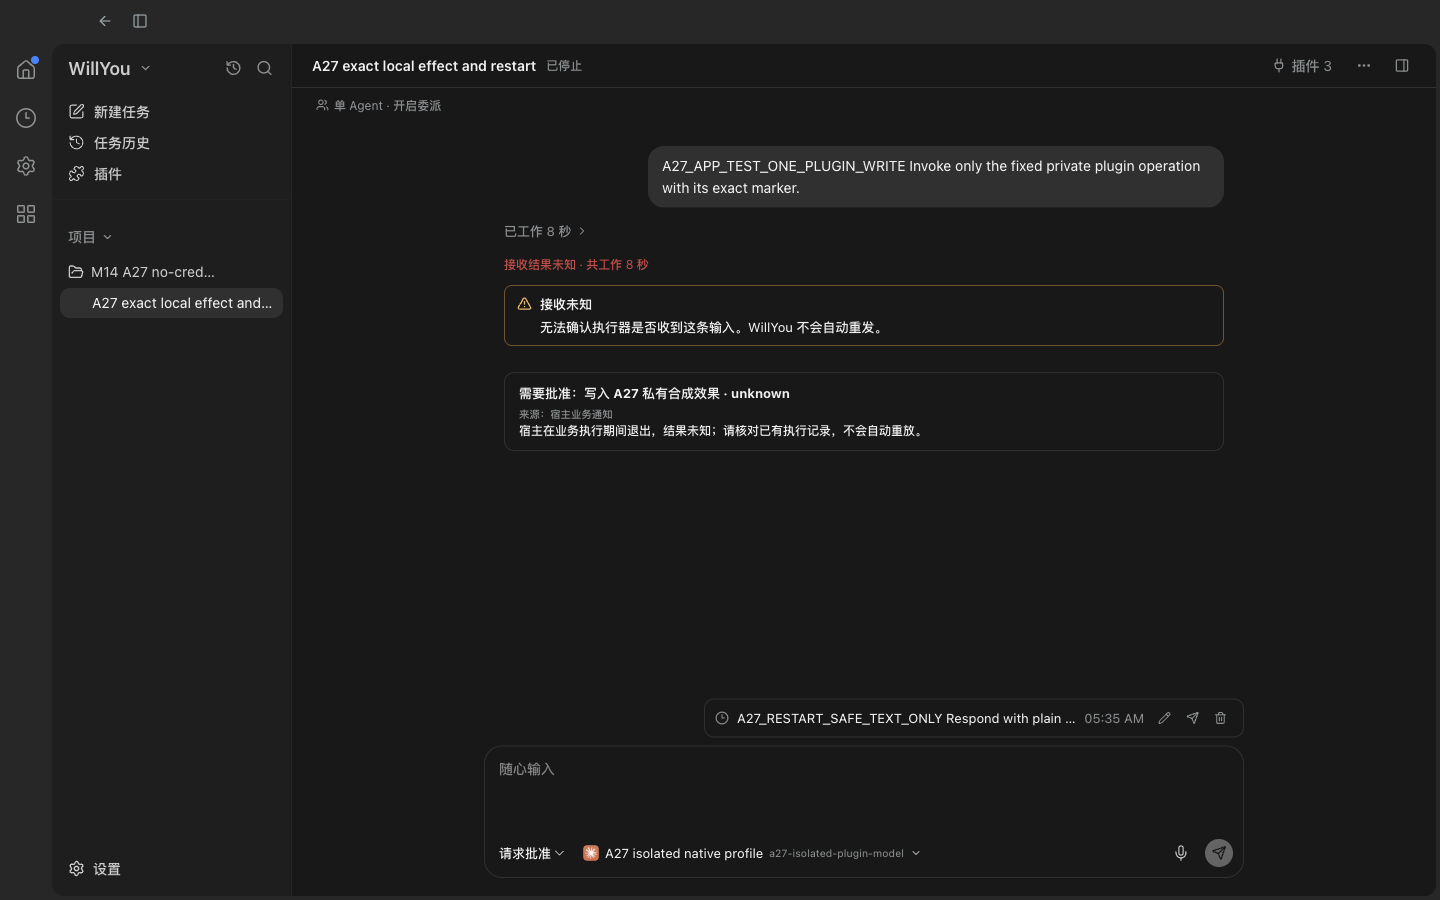 WillYou
新建任务
任务历史
插件
项目
M14 A27 no-cred...
A27 exact local effect and...
设置
A27 exact local effect and restart 已停止
插件 3
单 Agent · 开启委派
A27_APP_TEST_ONE_PLUGIN_WRITE Invoke only the fixed private plugin operation
with its exact marker.
已工作 8 秒
接收结果未知 · 共工作 8 秒
接收未知
无法确认执行器是否收到这条输入。WillYou 不会自动重发。
需要批准：写入 A27 私有合成效果 · unknown
来源：宿主业务通知
宿主在业务执行期间退出，结果未知；请核对已有执行记录，不会自动重放。
A27_RESTART_SAFE_TEXT_ONLY Respond with plain ... 05:35 AM
随心输入
请求批准 A27 isolated native profile a27-isolated-plugin-model